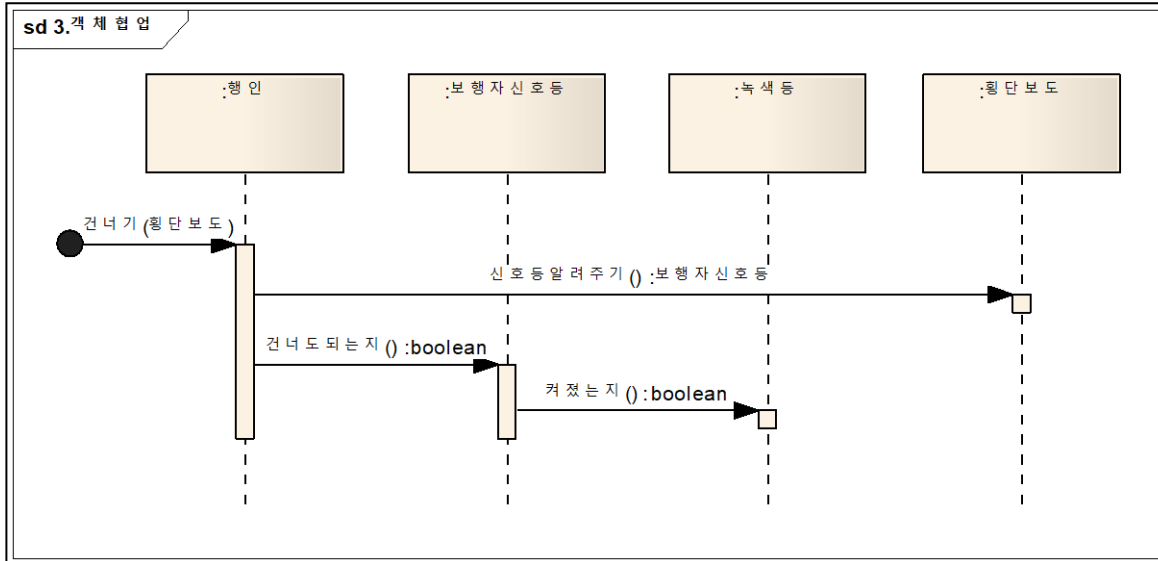 sd 3.객체협업
:행인
:보행자신호등
:녹색등
:횡단보도
건너기(횡단보도)
신호등알려주기() :보행자신호등
건너도되는지() :boolean
켜졌는지() :boolean